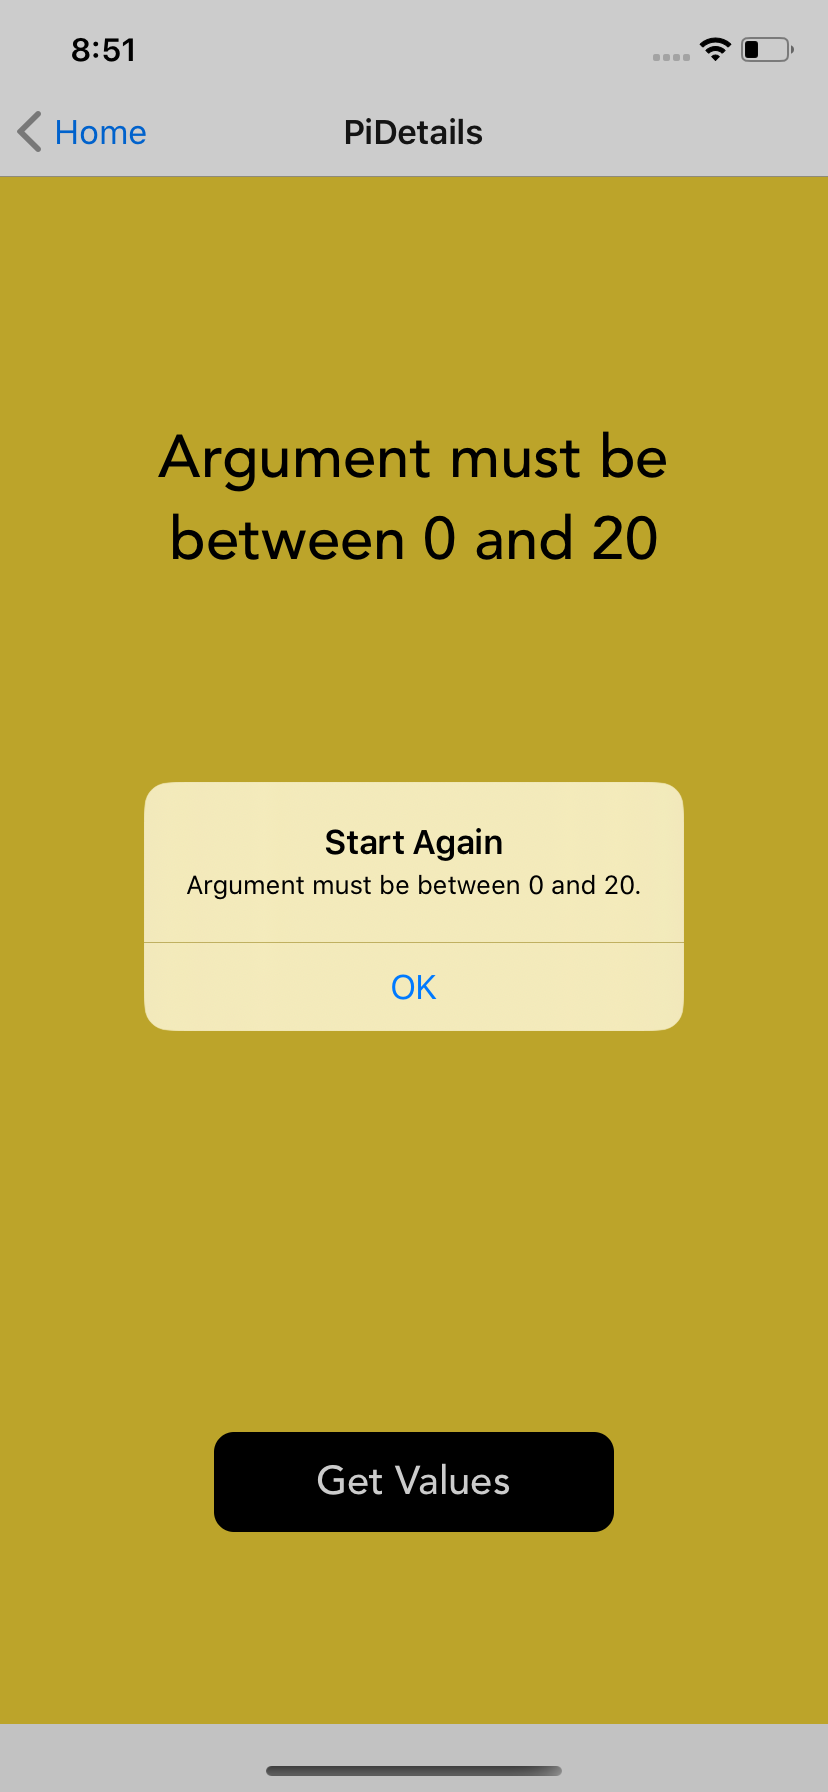 8:51
Home
PiDetails
Argument must be
between 0 and 20
Start Again
Argument must be between 0 and 20.
OK
Get Values